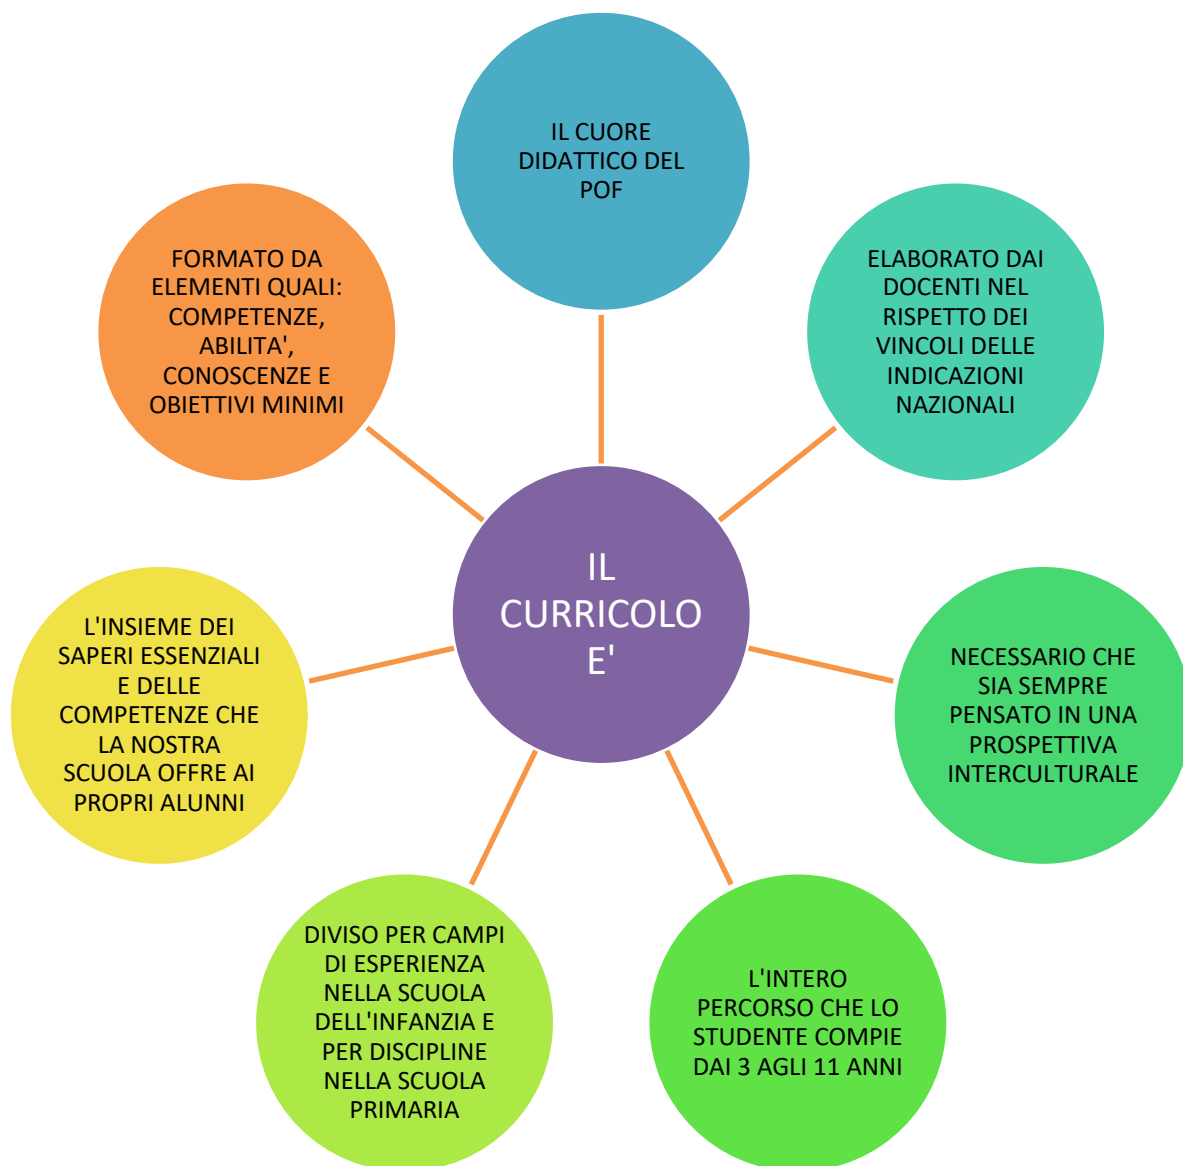 IL CUORE
DIDATTICO DEL
POF
ELABORATO DAI
DOCENTI NEL
RISPETTO DEI
VINCOLI DELLE
INDICAZIONI
NAZIONALI
NECESSARIO CHE
SIA SEMPRE
PENSATO IN UNA
PROSPETTIVA
INTERCULTURALE
L'INTERO
PERCORSO CHE LO
STUDENTE COMPIE
DAI 3 AGLI 11 ANNI
DIVISO PER CAMPI
DI ESPERIENZA
NELLA SCUOLA
DELL'INFANZIA E
PER DISCIPLINE
NELLA SCUOLA
PRIMARIA
L'INSIEME DEI
SAPERI ESSENZIALI
E DELLE
COMPETENZE CHE
LA NOSTRA
SCUOLA OFFRE AI
PROPRI ALUNNI
FORMATO DA
ELEMENTI QUALI:
COMPETENZE,
ABILITA',
CONOSCENZE E
OBIETTIVI MINIMI
IL
CURRICOLO
E'